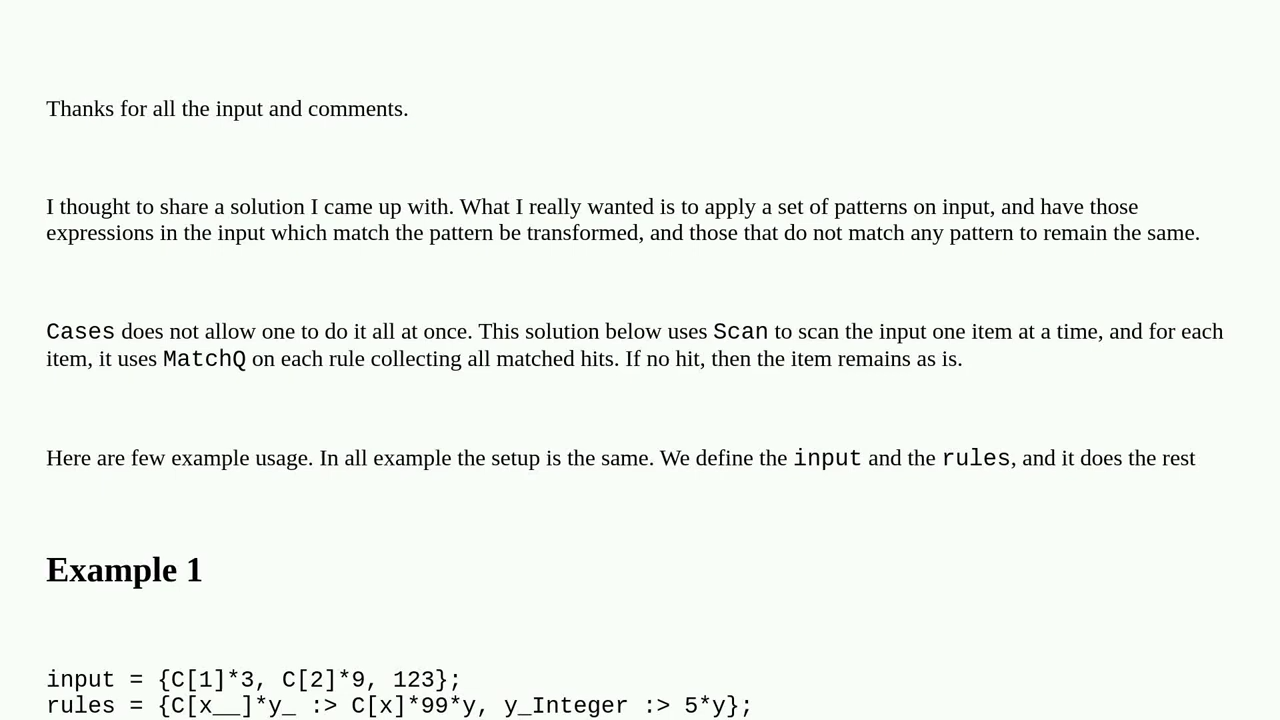 Thanks for all the input and comments.
I thought to share a solution I came up with. What I really wanted is to apply a set of patterns on input, and have those
expressions in the input which match the pattern be transformed, and those that do not match any pattern to remain the same.
Cases does not allow one to do it all at once. This solution below uses Scan to scan the input one item at a time, and for each
item, it uses MatchQ on each rule collecting all matched hits. If no hit, then the item remains as is.
Here are few example usage. In all example the setup is the same. We define the input and the rules, and it does the rest
Example 1
input = {C[1]*3, C[2]*9, 123};
rules = {C[x__]*y_ :> C[x]*99*y, y_Integer :> 5*y};